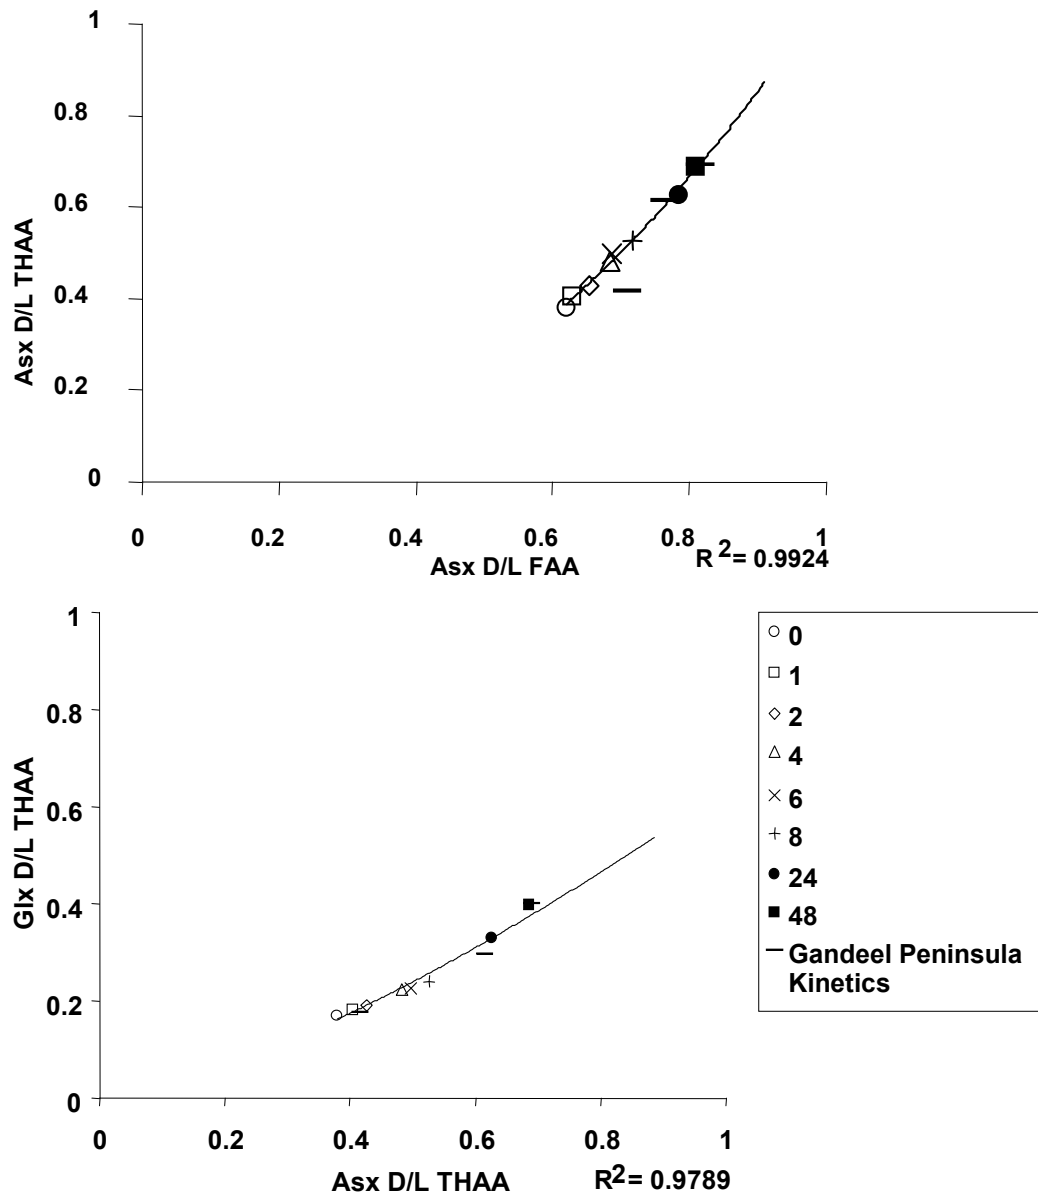 1
0.8
0.6
0.4
0.2
0
Asx D/L THAA
0 0.2 0.4 0.6 0.8 1
Asx D/L FAA
R 2 = 0.9924
1
0.8
0.6
0.4
0.2
0
Glx D/L THAA
0 0.2 0.4 0.6 0.8 1
Asx D/L THAA
R2 = 0.9789
0
1
2
4
6
8
24
48
Gandeel Peninsula
Kinetics